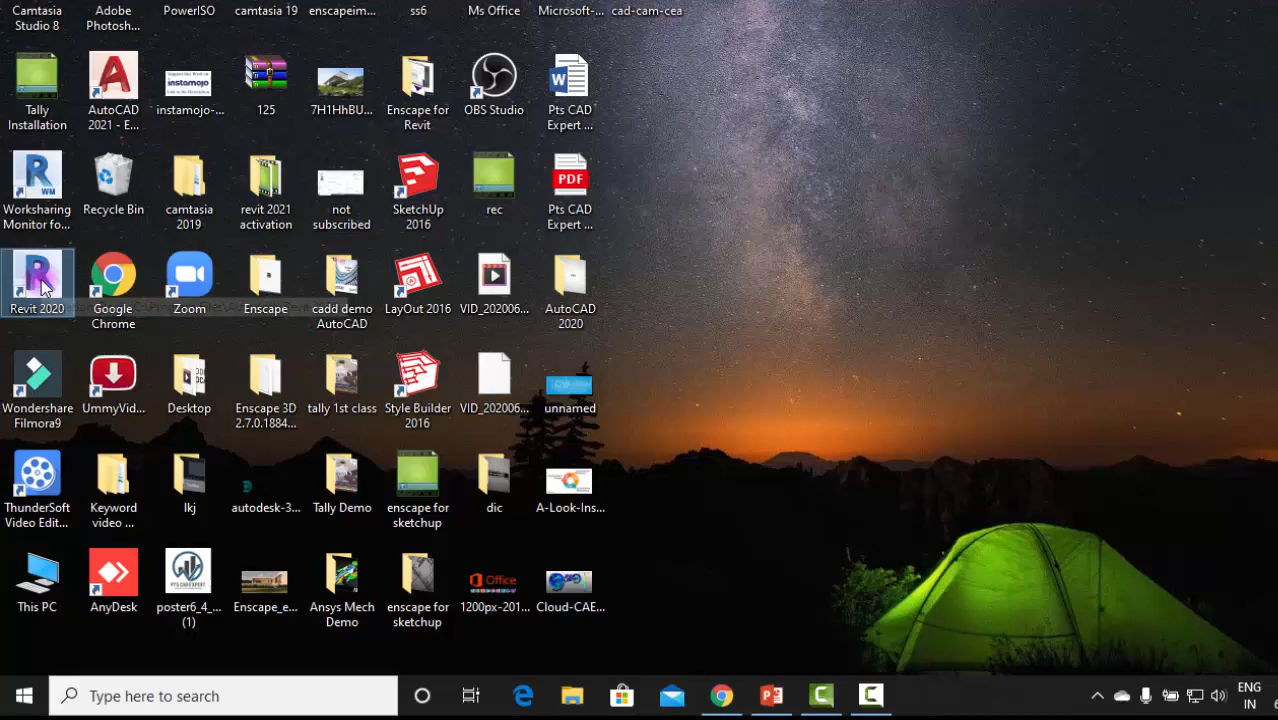 Camtasia
Studio 8
Adobe
Photosh...
PowerISO
camtasia 19
enscapeim...
ss6
Ms Office
Microsoft-...
cad-cam-cea
Tally
Installation
AutoCAD
2021 - E...
instamojo-...
125
7H1HhBU...
Enscape for
Revit
OBS Studio
Pts CAD
Expert ...
Worksharing
Monitor fo...
Recycle Bin
camtasia
2019
revit 2021
activation
not
subscribed
SketchUp
2016
rec
PDF
Pts CAD
Expert ...
Revit 2020
Google
Chrome
Zoom
Enscape
cadd demo
AutoCAD
LayOut 2016
VID_202006...
AutoCAD
2020
Wondershare
Filmora9
UmmyVid...
Desktop
Enscape 3D
2.7.0.1884...
tally 1st class
Style Builder
2016
VID_202006...
unnamed
ThunderSoft
Video Edit...
Keyword
video ...
lkj
autodesk-3...
Tally Demo
enscape for
sketchup
dic
A-Look-Ins...
This PC
AnyDesk
PTS CAD EXPERT
poster6_4_...
(1)
Enscape_e...
Ansys Mech
Demo
enscape for
sketchup
Office
1200px-201...
Cloud-CAE...
Type here to search
ENG
IN